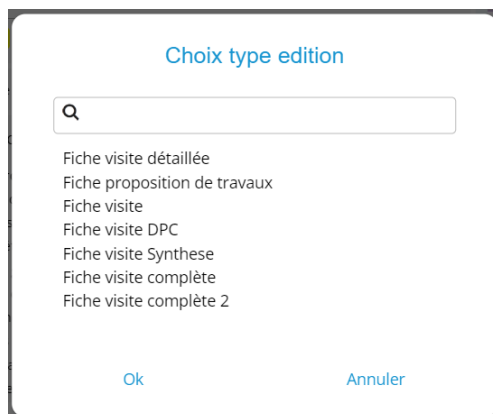 Choix type edition
Fiche visite détaillée
Fiche proposition de travaux
Fiche visite
Fiche visite DPC
Fiche visite Synthese
Fiche visite complète
Fiche visite complète 2
Ok Annuler